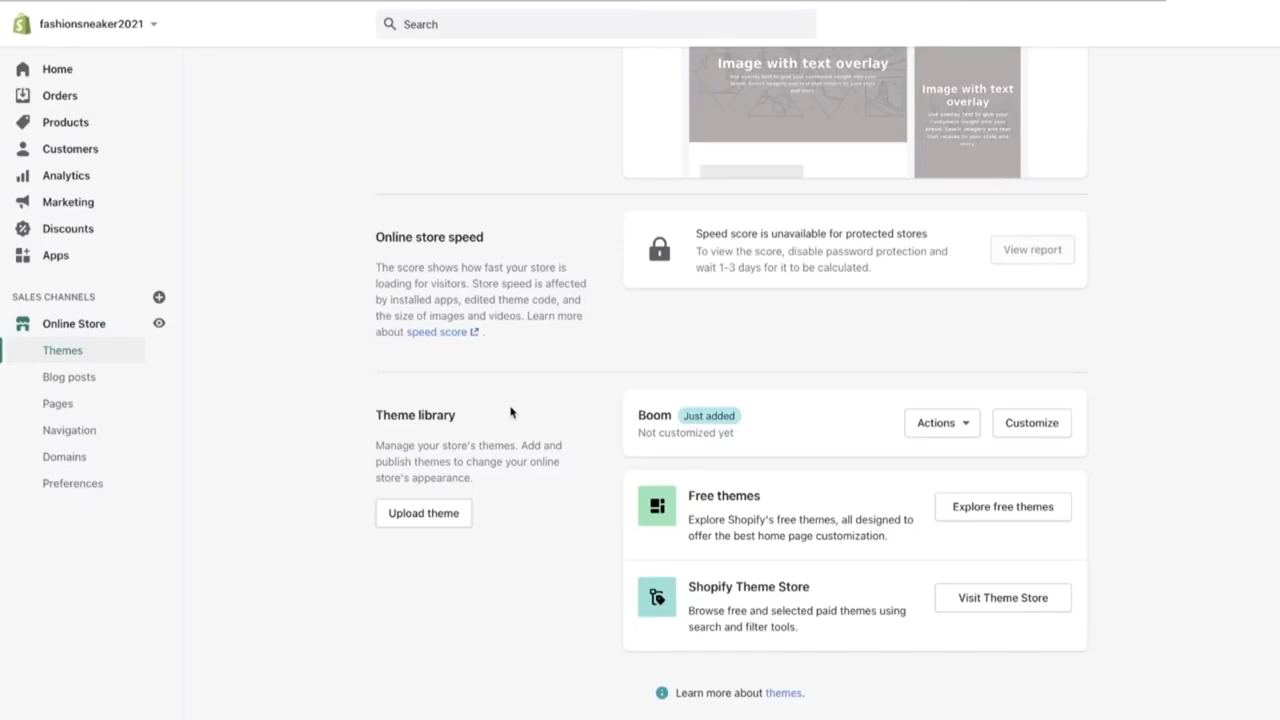 fashionsneaker2021
Search
Home
Orders
Products
Customers
Analytics
Marketing
Discounts
Apps
SALES CHANNELS
Online Store
Themes
Blog posts
Pages
Navigation
Domains
Preferences
Image with text overlay
Image with text
overlay
Online store speed
The score shows how fast your store is
loading for visitors. Store speed is affected
by installed apps, edited theme code, and
the size of images and videos. Learn more
about speed score .
Speed score is unavailable for protected stores
To view the score, disable password protection and
wait 1-3 days for it to be calculated.
View report
Theme library
Manage your store's themes. Add and
publish themes to change your online
store's appearance.
Upload theme
Boom Just added
Not customized yet
Actions
Customize
Free themes
Explore Shopify's free themes, all designed to
offer the best home page customization.
Explore free themes
Shopify Theme Store
Browse free and selected paid themes using
search and filter tools.
Visit Theme Store
Learn more about themes.